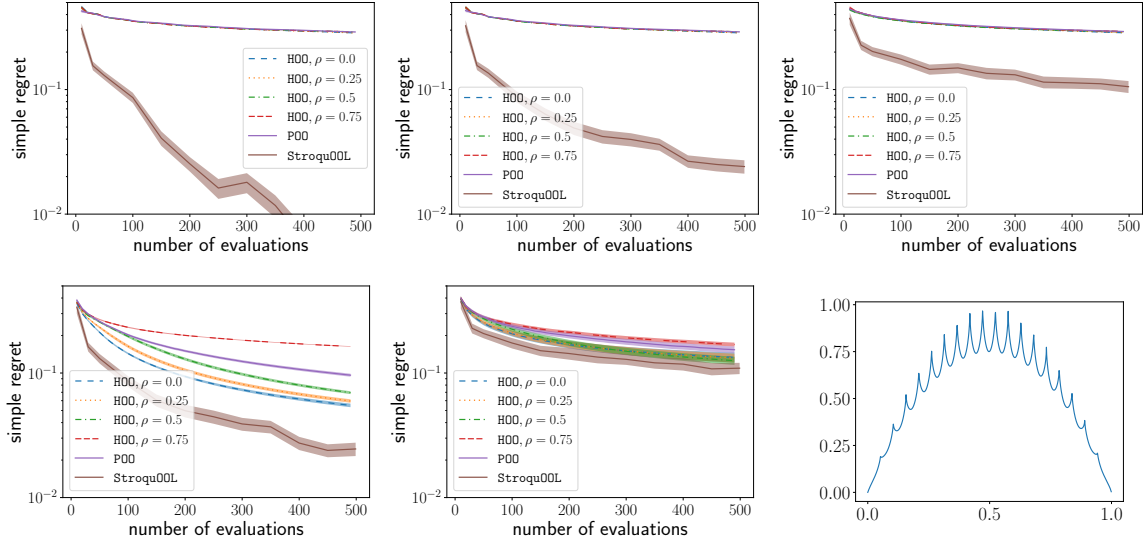 simple regret
10⁻¹
10⁻²
HOO, ρ = 0.0
HOO, ρ = 0.25
HOO, ρ = 0.5
HOO, ρ = 0.75
POO
StroquOOL
0 100 200 300 400 500
number of evaluations
simple regret
10⁻¹
10⁻²
HOO, ρ = 0.0
HOO, ρ = 0.25
HOO, ρ = 0.5
HOO, ρ = 0.75
POO
StroquOOL
0 100 200 300 400 500
number of evaluations
simple regret
10⁻¹
10⁻²
HOO, ρ = 0.0
HOO, ρ = 0.25
HOO, ρ = 0.5
HOO, ρ = 0.75
POO
StroquOOL
0 100 200 300 400 500
number of evaluations
simple regret
10⁻¹
10⁻²
HOO, ρ = 0.0
HOO, ρ = 0.25
HOO, ρ = 0.5
HOO, ρ = 0.75
POO
StroquOOL
0 100 200 300 400 500
number of evaluations
simple regret
10⁻¹
10⁻²
HOO, ρ = 0.0
HOO, ρ = 0.25
HOO, ρ = 0.5
HOO, ρ = 0.75
POO
StroquOOL
0 100 200 300 400 500
number of evaluations
1.00
0.75
0.50
0.25
0.00
0.0 0.5 1.0